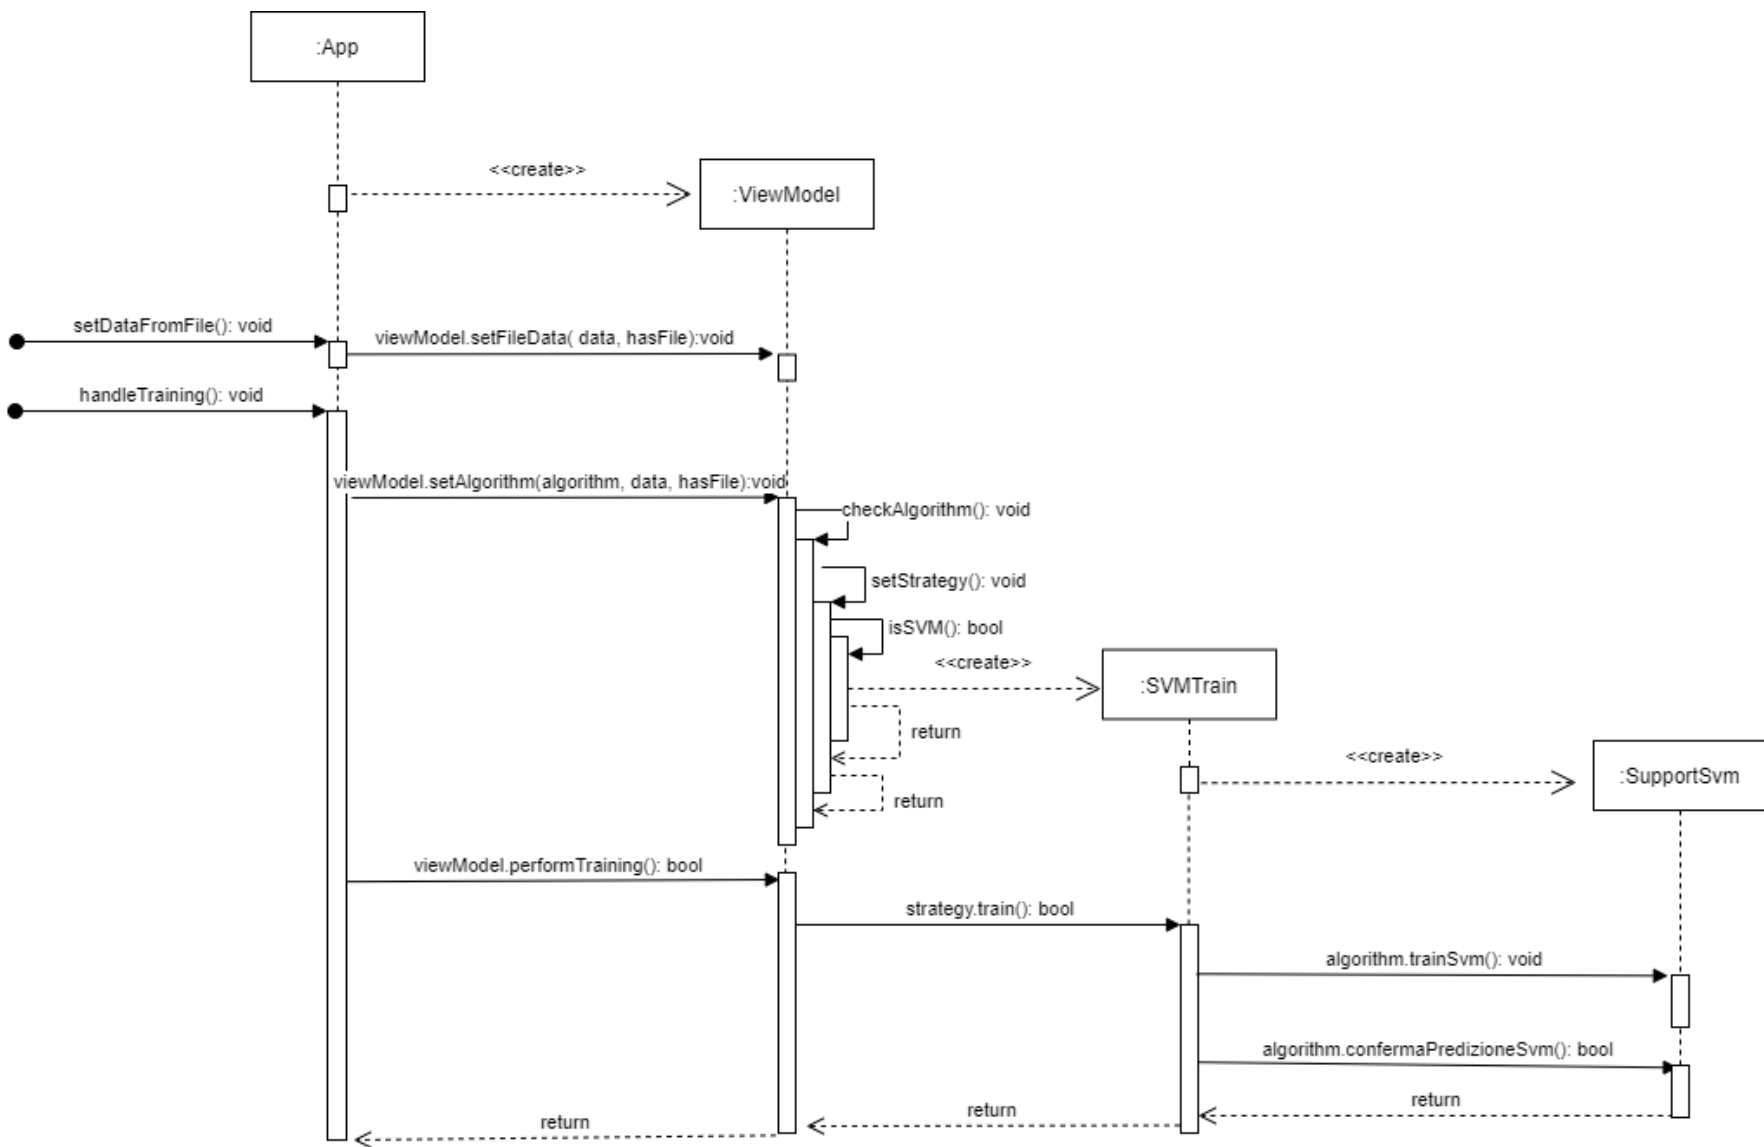 :App
<<create>>
:ViewModel
setDataFromFile(): void
viewModel.setFileData( data, hasFile):void
handleTraining(): void
viewModel.setAlgorithm(algorithm, data, hasFile):void
checkAlgorithm(): void
setStrategy(): void
isSVM(): bool
<<create>>
:SVMTrain
return
<<create>>
:SupportSvm
return
viewModel.performTraining(): bool
strategy.train(): bool
algorithm.trainSvm(): void
algorithm.confermaPredizioneSvm(): bool
return
return
return